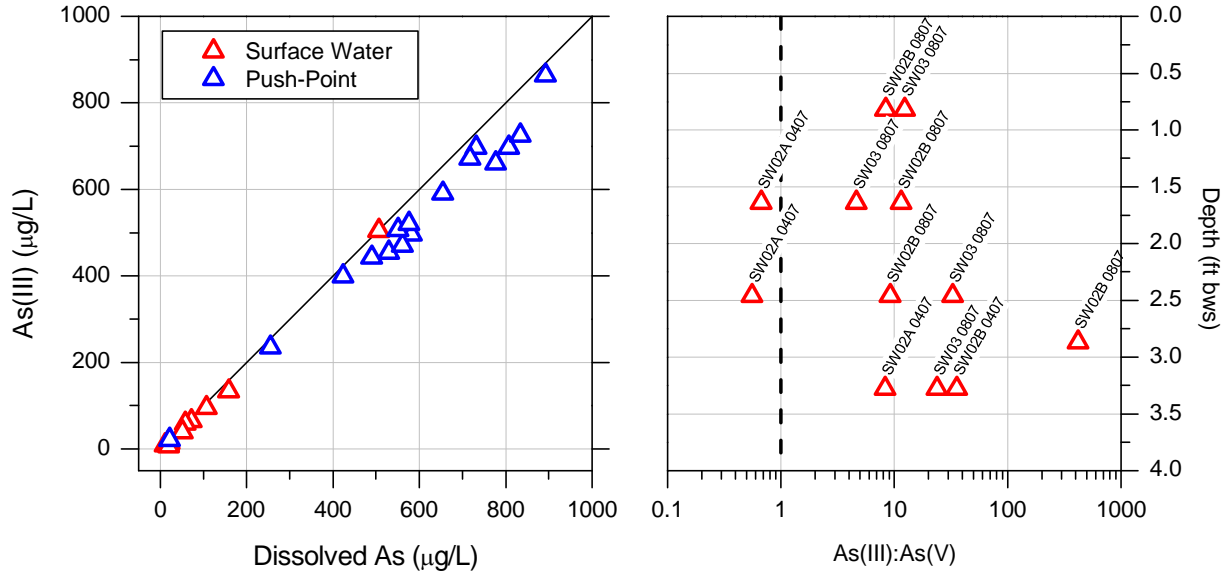 1000
800
600
400
200
0
As(III) (μg/L)
Surface Water
Push-Point
0
200
400
600
800
1000
Dissolved As (μg/L)
SW02B 0807
SW03 0807
SW02A 0407
SW03 0807
SW02B 0807
SW02A 0407
SW02B 0807
SW03 0807
SW02B 0807
SW02A 0407
SW03 0807
SW02B 0407
0.0
0.5
1.0
1.5
2.0
2.5
3.0
3.5
4.0
Depth (ft bws)
0.1
1
10
100
1000
As(III):As(V)